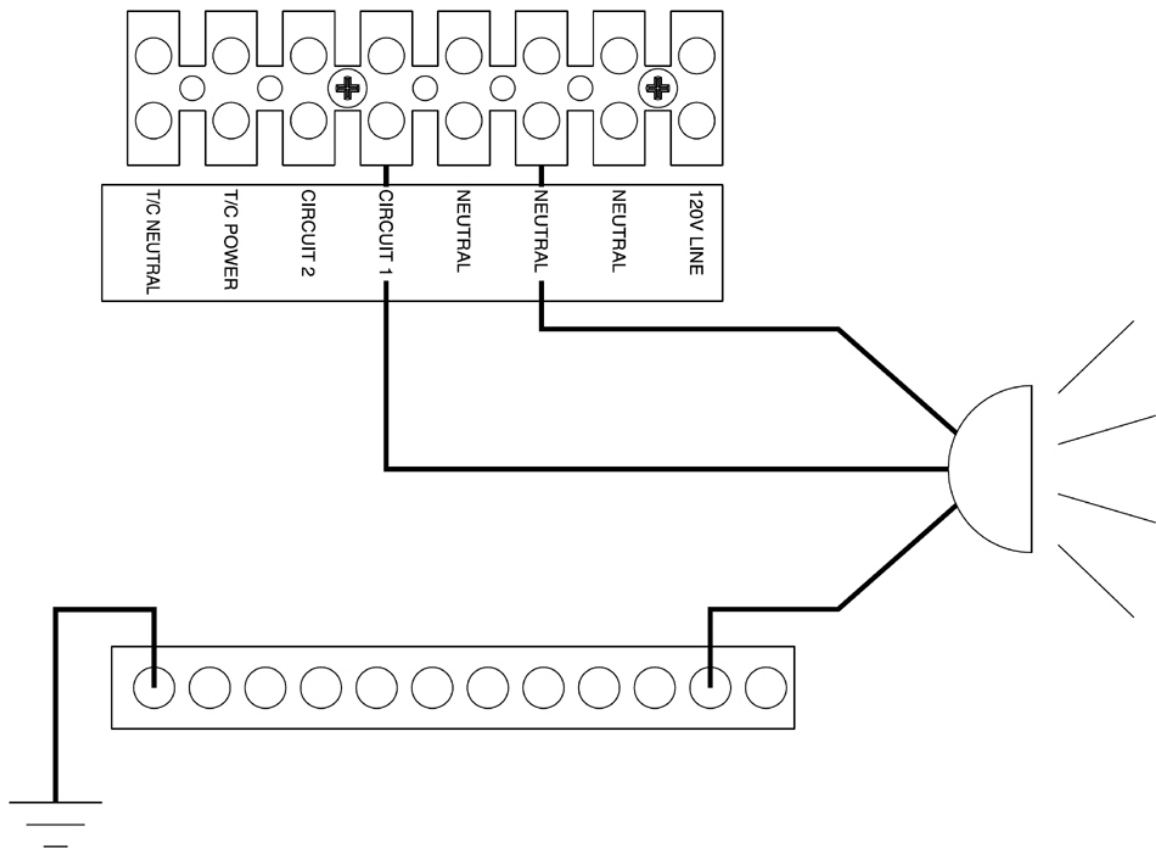 T/C NEUTRAL
T/C POWER
CIRCUIT 2
CIRCUIT 1
NEUTRAL
NEUTRAL
NEUTRAL
120V LINE